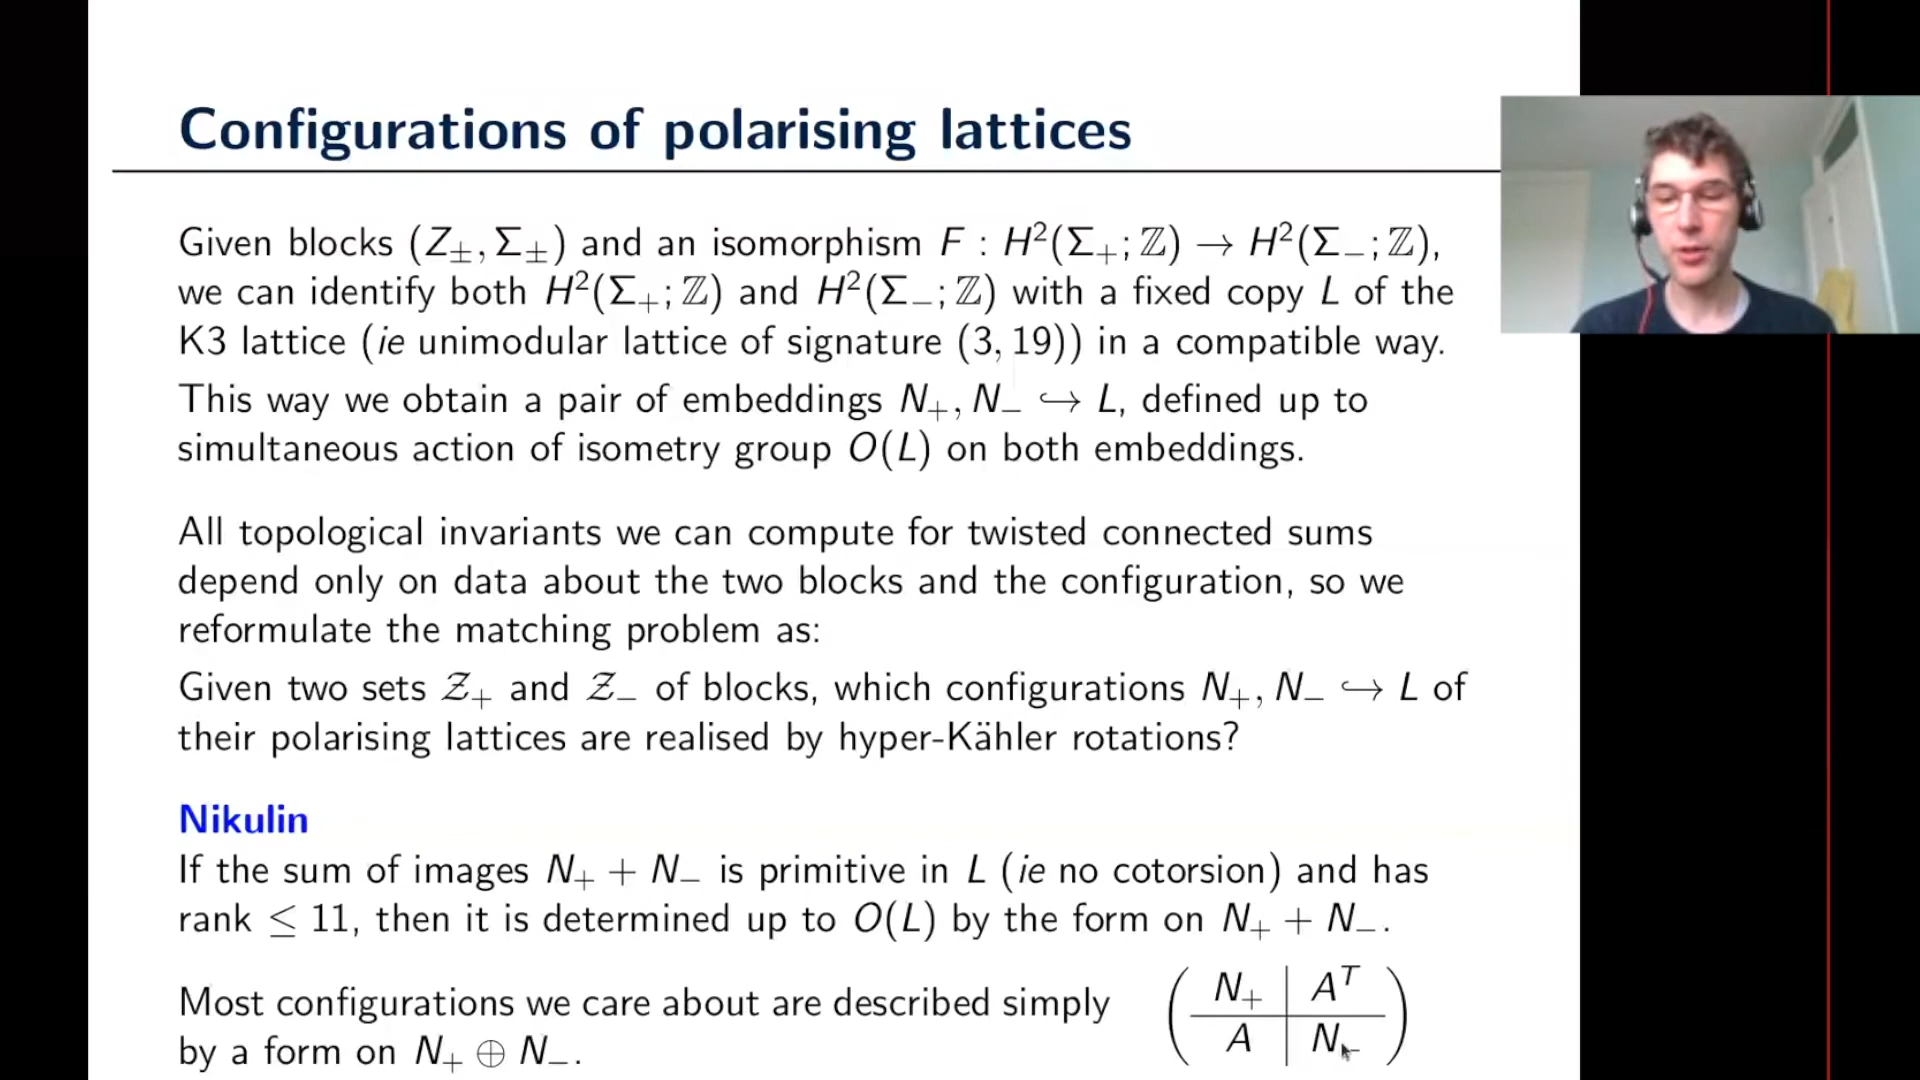 Configurations of polarising lattices
Given blocks (Z±, Σ±) and an isomorphism F : H²(Σ₊; ℤ) → H²(Σ₋; ℤ),
we can identify both H²(Σ₊; ℤ) and H²(Σ₋; ℤ) with a fixed copy L of the
K3 lattice (ie unimodular lattice of signature (3, 19)) in a compatible way.
This way we obtain a pair of embeddings N₊, N₋ ↪ L, defined up to
simultaneous action of isometry group O(L) on both embeddings.
All topological invariants we can compute for twisted connected sums
depend only on data about the two blocks and the configuration, so we
reformulate the matching problem as:
Given two sets 𝒵₊ and 𝒵₋ of blocks, which configurations N₊, N₋ ↪ L of
their polarising lattices are realised by hyper-Kähler rotations?
Nikulin
If the sum of images N₊ + N₋ is primitive in L (ie no cotorsion) and has
rank ≤ 11, then it is determined up to O(L) by the form on N₊ + N₋.
Most configurations we care about are described simply
by a form on N₊ ⊕ N₋.
N₊ Aᵀ
A N₋